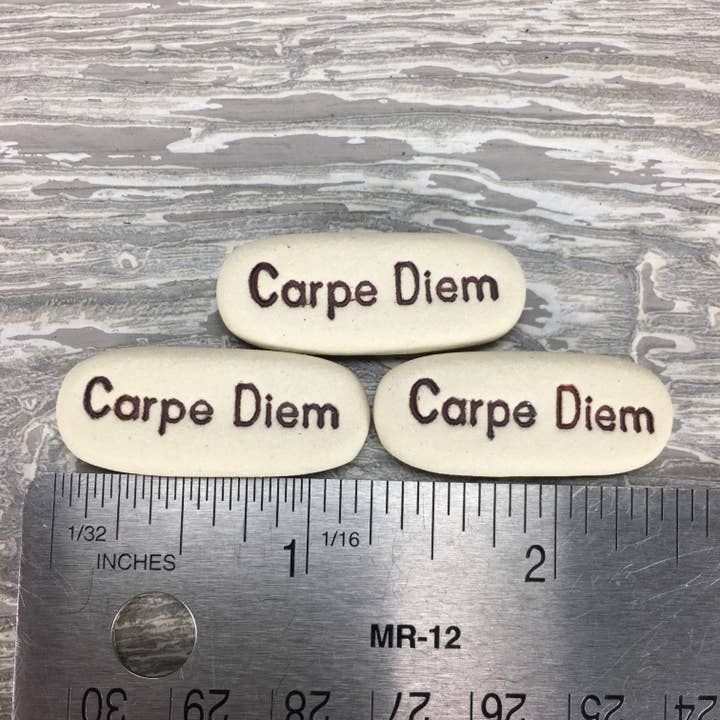 Carpe Diem
Carpe Diem Carpe Diem
1/32 1 1/16 2
INCHES
MR-12
30 29 28 27 26 25 24